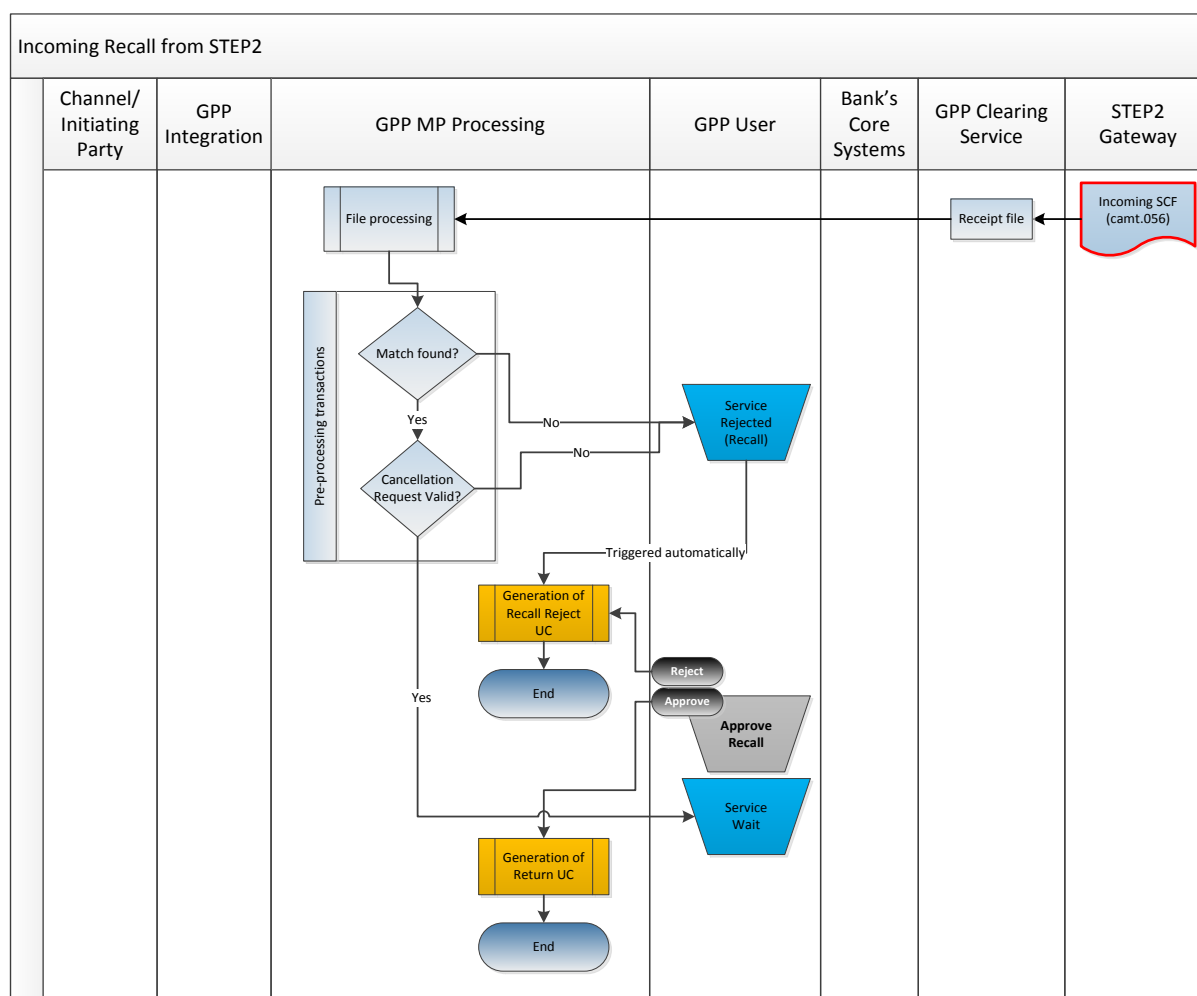 Incoming Recall from STEP2
Channel/
Initiating
Party
GPP
Integration
GPP MP Processing
GPP User
Bank's
Core
Systems
GPP Clearing
Service
STEP2
Gateway
File processing
Receipt file
Incoming SCF
(camt.056)
Pre-processing transactions
Match found?
Yes
No
Service
Rejected
(Recall)
Cancellation
Request Valid?
No
Triggered automatically
Generation of
Recall Reject
UC
Reject
End
Yes
Approve
Approve
Recall
Service
Wait
Generation of
Return UC
End